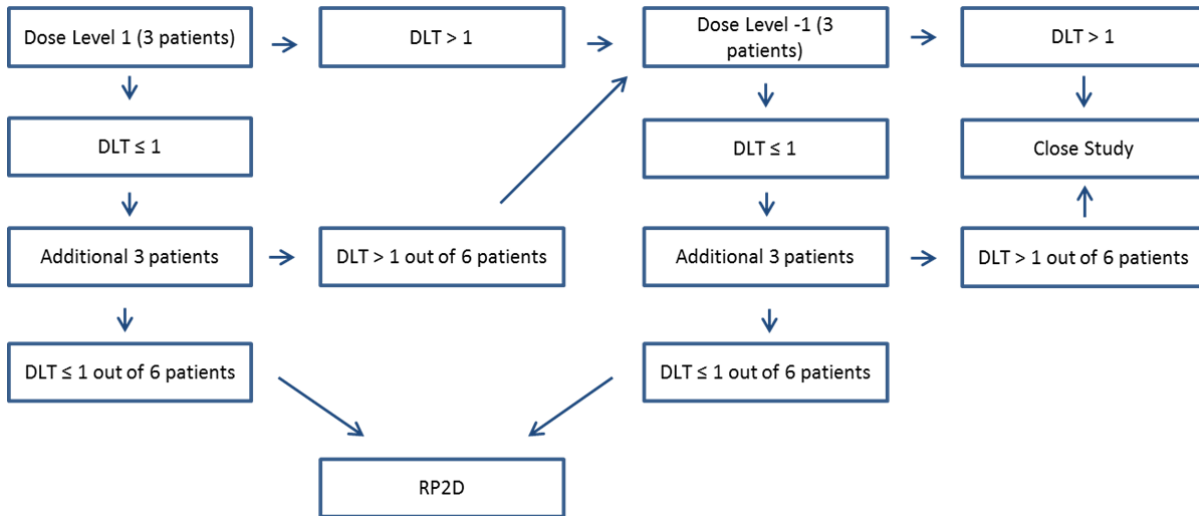 Dose Level 1 (3 patients)
DLT > 1
Dose Level -1 (3
patients)
DLT > 1
DLT ≤ 1
DLT ≤ 1
Close Study
Additional 3 patients
DLT > 1 out of 6 patients
Additional 3 patients
DLT > 1 out of 6 patients
DLT ≤ 1 out of 6 patients
DLT ≤ 1 out of 6 patients
RP2D